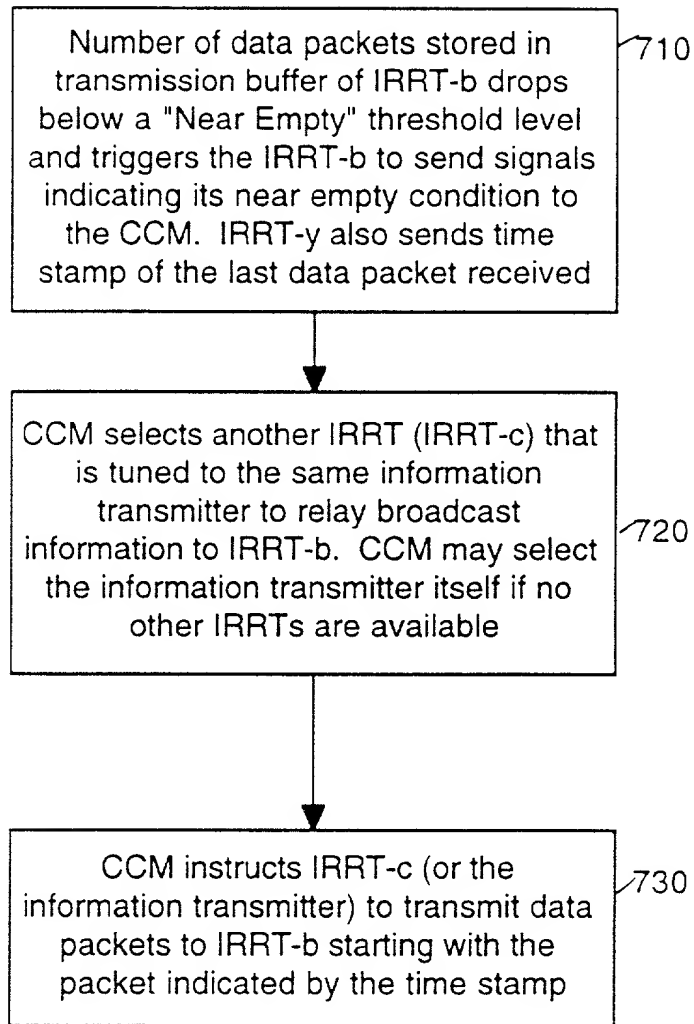 Number of data packets stored in
transmission buffer of IRRT-b drops
below a "Near Empty" threshold level
and triggers the IRRT-b to send signals
indicating its near empty condition to
the CCM. IRRT-y also sends time
stamp of the last data packet received
710
CCM selects another IRRT (IRRT-c) that
is tuned to the same information
transmitter to relay broadcast
information to IRRT-b. CCM may select
the information transmitter itself if no
other IRRTs are available
720
CCM instructs IRRT-c (or the
information transmitter) to transmit data
packets to IRRT-b starting with the
packet indicated by the time stamp
730